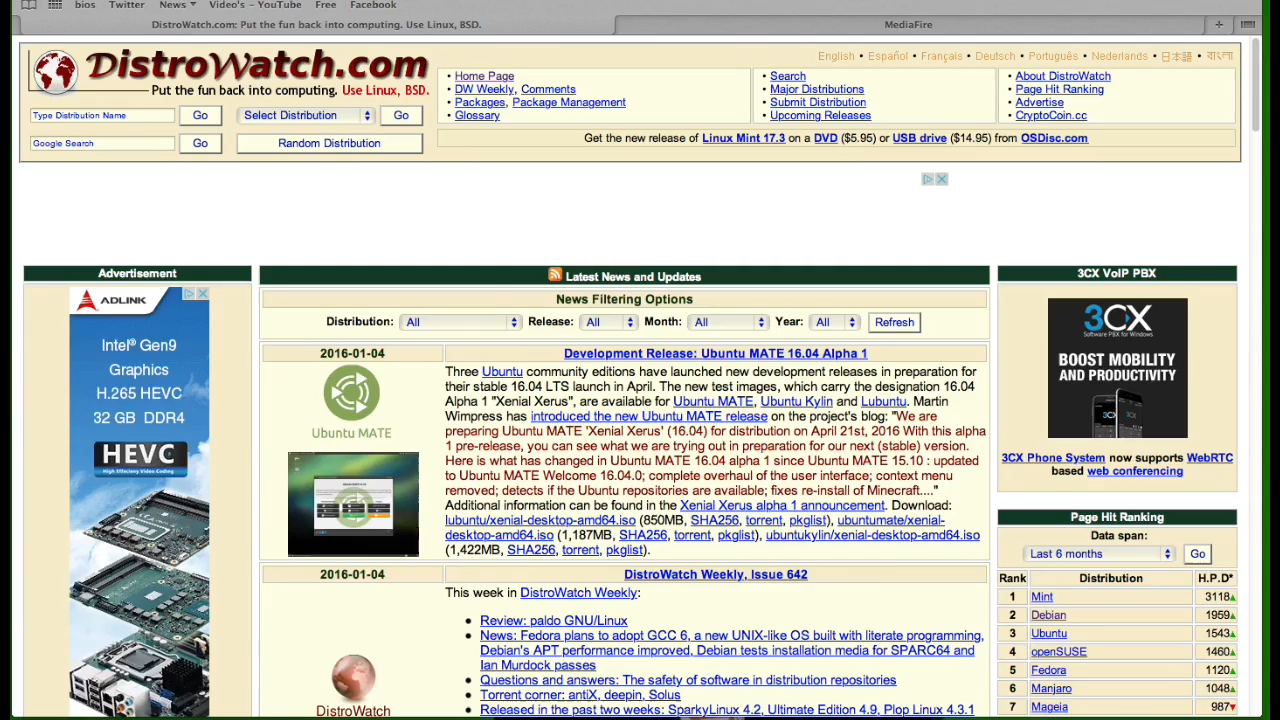 bios Twitter News ▾ Video's – YouTube Free Facebook
DistroWatch.com: Put the fun back into computing. Use Linux, BSD.
MediaFire
DistroWatch.com
Put the fun back into computing. Use Linux, BSD.
Type Distribution Name Go Select Distribution Go
Google Search Go Random Distribution
English • Español • Français • Deutsch • Português • Nederlands • 日本語 • বাংলা
• Home Page
• DW Weekly, Comments
• Packages, Package Management
• Glossary
• Search
• Major Distributions
• Submit Distribution
• Upcoming Releases
• About DistroWatch
• Page Hit Ranking
• Advertise
• CryptoCoin.cc
Get the new release of Linux Mint 17.3 on a DVD ($5.95) or USB drive ($14.95) from OSDisc.com
Advertisement
ADLINK
Intel® Gen9
Graphics
H.265 HEVC
32 GB DDR4
HEVC
High Efficiency Video Coding
Latest News and Updates
News Filtering Options
Distribution: All Release: All Month: All Year: All Refresh
2016-01-04
Ubuntu MATE
Development Release: Ubuntu MATE 16.04 Alpha 1
Three Ubuntu community editions have launched new development releases in preparation for
their stable 16.04 LTS launch in April. The new test images, which carry the designation 16.04
Alpha 1 "Xenial Xerus", are available for Ubuntu MATE, Ubuntu Kylin and Lubuntu. Martin
Wimpress has introduced the new Ubuntu MATE release on the project's blog: "We are
preparing Ubuntu MATE 'Xenial Xerus' (16.04) for distribution on April 21st, 2016 With this alpha
1 pre-release, you can see what we are trying out in preparation for our next (stable) version.
Here is what has changed in Ubuntu MATE 16.04 alpha 1 since Ubuntu MATE 15.10 : updated
to Ubuntu MATE Welcome 16.04.0; complete overhaul of the user interface; context menu
removed; detects if the Ubuntu repositories are available; fixes re-install of Minecraft...."
Additional information can be found in the Xenial Xerus alpha 1 announcement. Download:
lubuntu/xenial-desktop-amd64.iso (850MB, SHA256, torrent, pkglist), ubuntumate/xenial-
desktop-amd64.iso (1,187MB, SHA256, torrent, pkglist), ubuntukylin/xenial-desktop-amd64.iso
(1,422MB, SHA256, torrent, pkglist).
2016-01-04
DistroWatch
DistroWatch Weekly, Issue 642
This week in DistroWatch Weekly:
• Review: paldo GNU/Linux
• News: Fedora plans to adopt GCC 6, a new UNIX-like OS built with literate programming,
Debian's APT performance improved, Debian tests installation media for SPARC64 and
Ian Murdock passes
• Questions and answers: The safety of software in distribution repositories
• Torrent corner: antiX, deepin, Solus
• Released in the past two weeks: SparkyLinux 4.2, Ultimate Edition 4.9, Plop Linux 4.3.1
3CX VoIP PBX
3CX
Software PBX for Windows
BOOST MOBILITY
AND PRODUCTIVITY
3CX Phone System now supports WebRTC
based web conferencing
Page Hit Ranking
Data span:
Last 6 months Go
Rank Distribution H.P.D*
1 Mint 3118
2 Debian 1959
3 Ubuntu 1543
4 openSUSE 1460
5 Fedora 1120
6 Manjaro 1048
7 Mageia 987